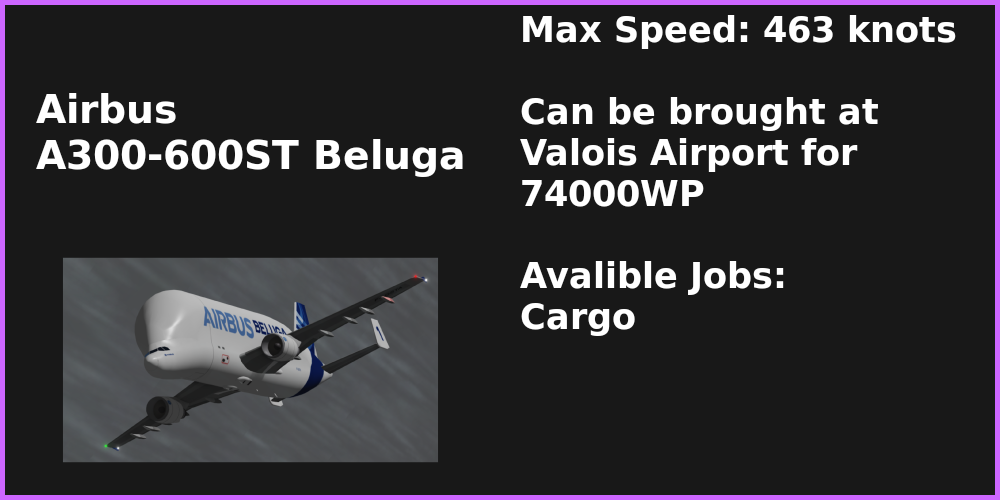 Airbus
A300-600ST Beluga
AIRBUS BELUGA
1
Max Speed: 463 knots
Can be brought at
Valois Airport for
74000WP
Avalible Jobs:
Cargo